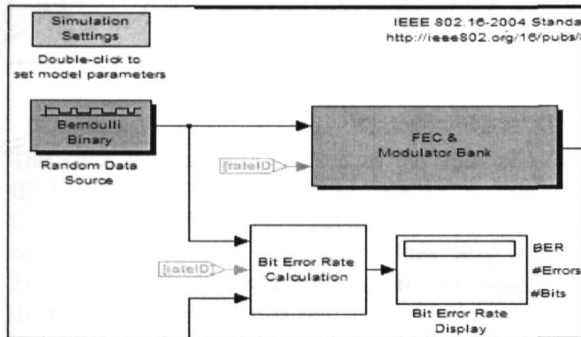 Simulation
Settings
IEEE 802.16-2004
http://ieee802.org/16/pubs/
Double-click to
set model parameters
Bernoulli
Binary
FEC &
Modulator Bank
Random Data
Source
[rateID]
Bit Error Rate
Calculation
[rateID]
BER
#Errors
#Bits
Bit Error Rate
Display